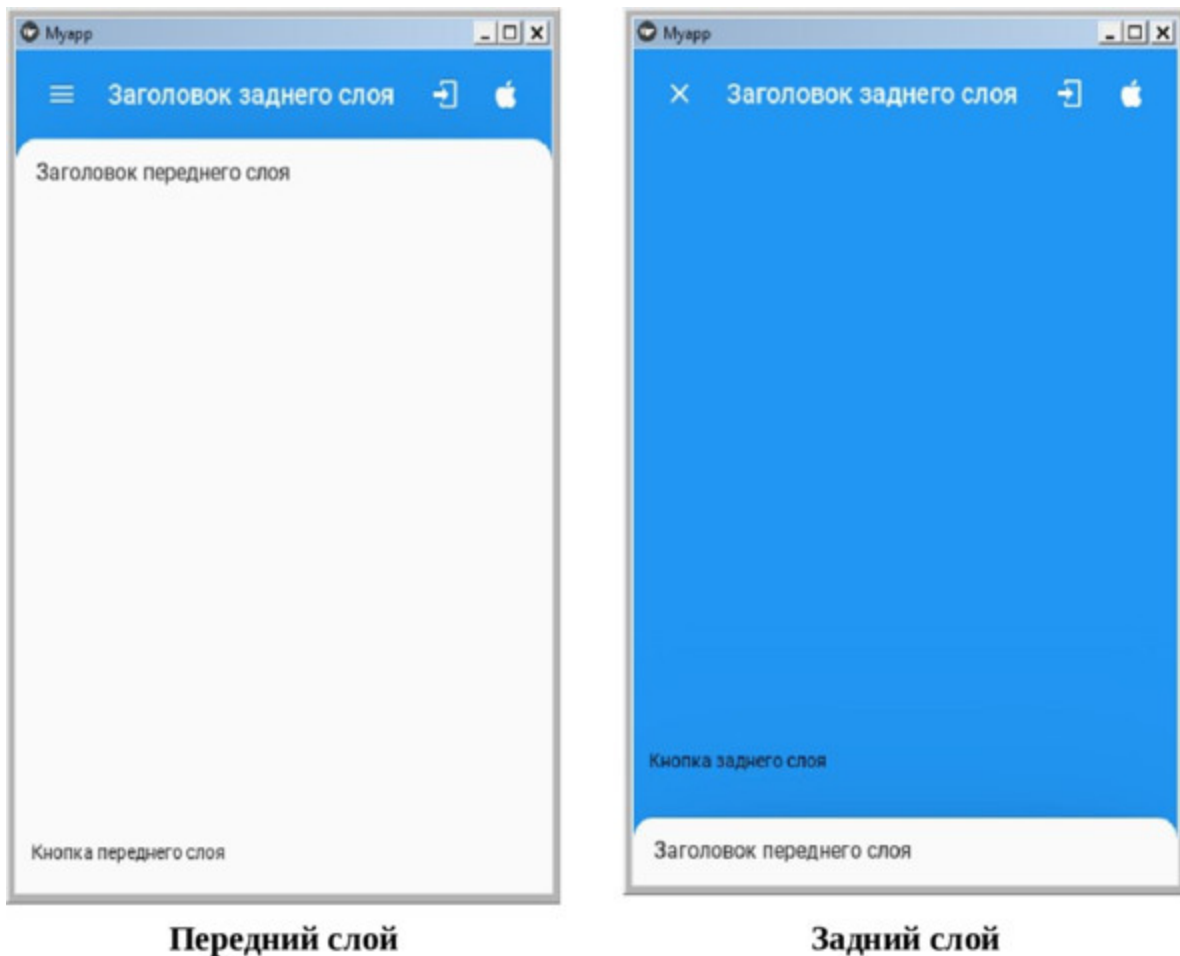 Myapp
Заголовок заднего слоя
Заголовок переднего слоя
Кнопка переднего слоя
Передний слой
Myapp
Заголовок заднего слоя
Кнопка заднего слоя
Заголовок переднего слоя
Задний слой